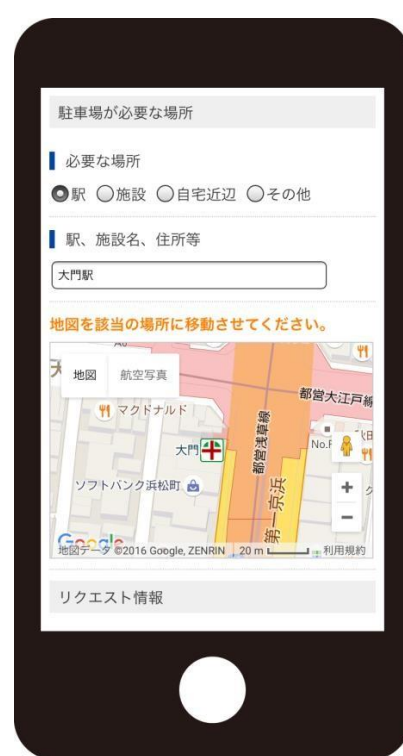 駐車場が必要な場所
必要な場所
駅 施設 自宅近辺 その他
駅、施設名、住所等
大門駅
地図を該当の場所に移動させてください。
地図 航空写真
都営大江戸線
マクドナルド
都営浅草線
大門
No.F
ソフトバンク浜松町
第一京浜
+
−
Google
地図データ ©2016 Google, ZENRIN 20 m 利用規約
リクエスト情報